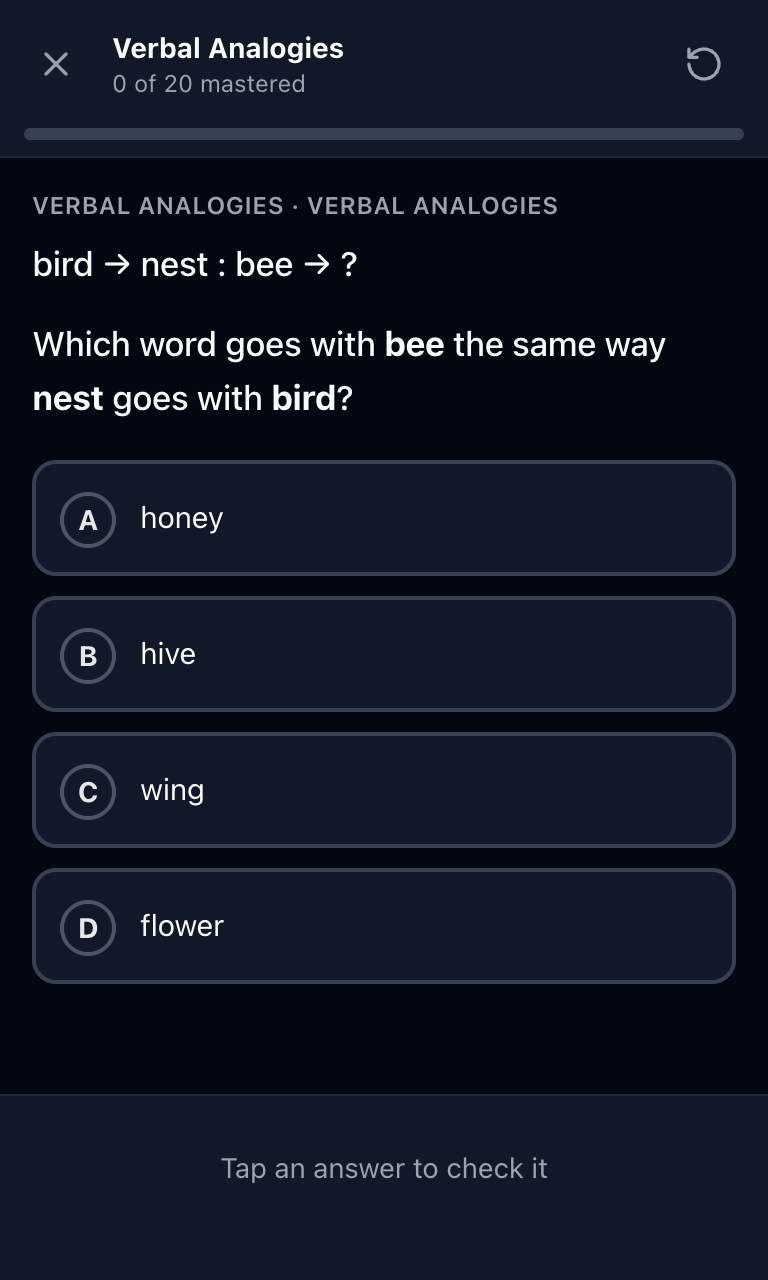 Verbal Analogies
0 of 20 mastered
VERBAL ANALOGIES · VERBAL ANALOGIES
bird → nest : bee → ?
Which word goes with bee the same way
nest goes with bird?
A honey
B hive
C wing
D flower
Tap an answer to check it